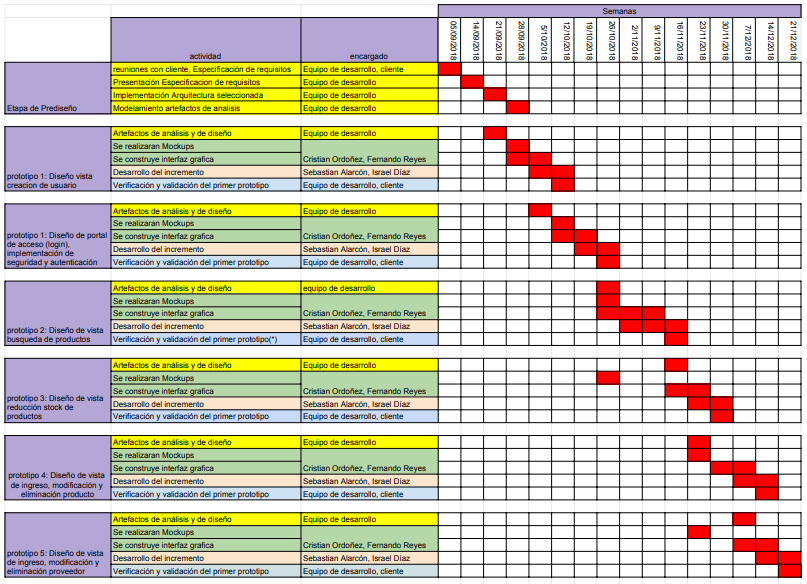 Semanas
actividad encargado 05/09/2018 14/09/2018 21/09/2018 28/09/2018 5/10/2018 12/10/2018 19/10/2018 26/10/2018 2/11/2018 9/11/2018 16/11/2018 23/11/2018 30/11/2018 7/12/2018 14/12/2018 21/12/2018
Etapa de Prediseño
reuniones con cliente, Especificación de requisitos Equipo de desarrollo, cliente
Presentación Especificacion de requisitos Equipo de desarrollo
Implementación Arquitectura seleccionada Equipo de desarrollo
Modelamiento artefactos de analisis Equipo de desarrollo
prototipo 1: Diseño vista
creacion de usuario
Artefactos de análisis y de diseño Equipo de desarrollo
Se realizaran Mockups
Se construye interfaz grafica Cristian Ordoñez, Fernando Reyes
Desarrollo del incremento Sebastian Alarcón, Israel Díaz
Verificación y validación del primer prototipo Equipo de desarrollo, cliente
prototipo 1: Diseño de portal
de acceso (login),
implementación de
seguridad y autenticación
Artefactos de análisis y de diseño Equipo de desarrollo
Se realizaran Mockups
Se construye interfaz grafica Cristian Ordoñez, Fernando Reyes
Desarrollo del incremento Sebastian Alarcón, Israel Díaz
Verificación y validación del primer prototipo Equipo de desarrollo, cliente
prototipo 2: Diseño de vista
busqueda de productos
Artefactos de análisis y de diseño equipo de desarrollo
Se realizaran Mockups
Se construye interfaz grafica Cristian Ordoñez, Fernando Reyes
Desarrollo del incremento Sebastian Alarcón, Israel Díaz
Verificación y validación del primer prototipo(*) Equipo de desarrollo, cliente
prototipo 3: Diseño de vista
reducción stock de
productos
Artefactos de análisis y de diseño Equipo de desarrollo
Se realizaran Mockups
Se construye interfaz grafica Cristian Ordoñez, Fernando Reyes
Desarrollo del incremento Sebastian Alarcón, Israel Díaz
Verificación y validación del primer prototipo Equipo de desarrollo, cliente
prototipo 4: Diseño de vista
de ingreso, modificación y
eliminación producto
Artefactos de análisis y de diseño Equipo de desarrollo
Se realizaran Mockups
Se construye interfaz grafica Cristian Ordoñez, Fernando Reyes
Desarrollo del incremento Sebastian Alarcón, Israel Díaz
Verificación y validación del primer prototipo Equipo de desarrollo, cliente
prototipo 5: Diseño de vista
de ingreso, modificación y
eliminación proveedor
Artefactos de análisis y de diseño Equipo de desarrollo
Se realizaran Mockups
Se construye interfaz grafica Cristian Ordoñez, Fernando Reyes
Desarrollo del incremento Sebastian Alarcón, Israel Díaz
Verificación y validación del primer prototipo Equipo de desarrollo, cliente